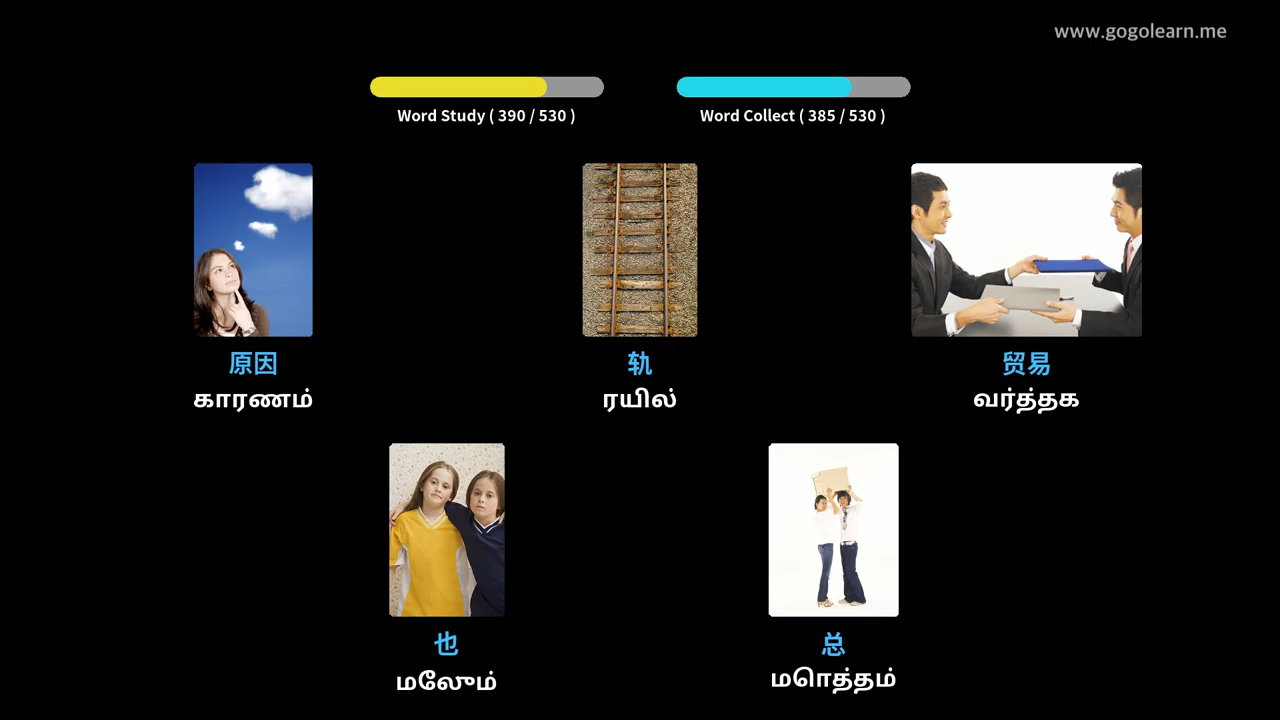 www.gogolearn.me
Word Study ( 390 / 530 )
Word Collect ( 385 / 530 )
原因
காரணம்
轨
ரயில்
贸易
வர்த்தக
也
மலேும்
总
மொத்தம்